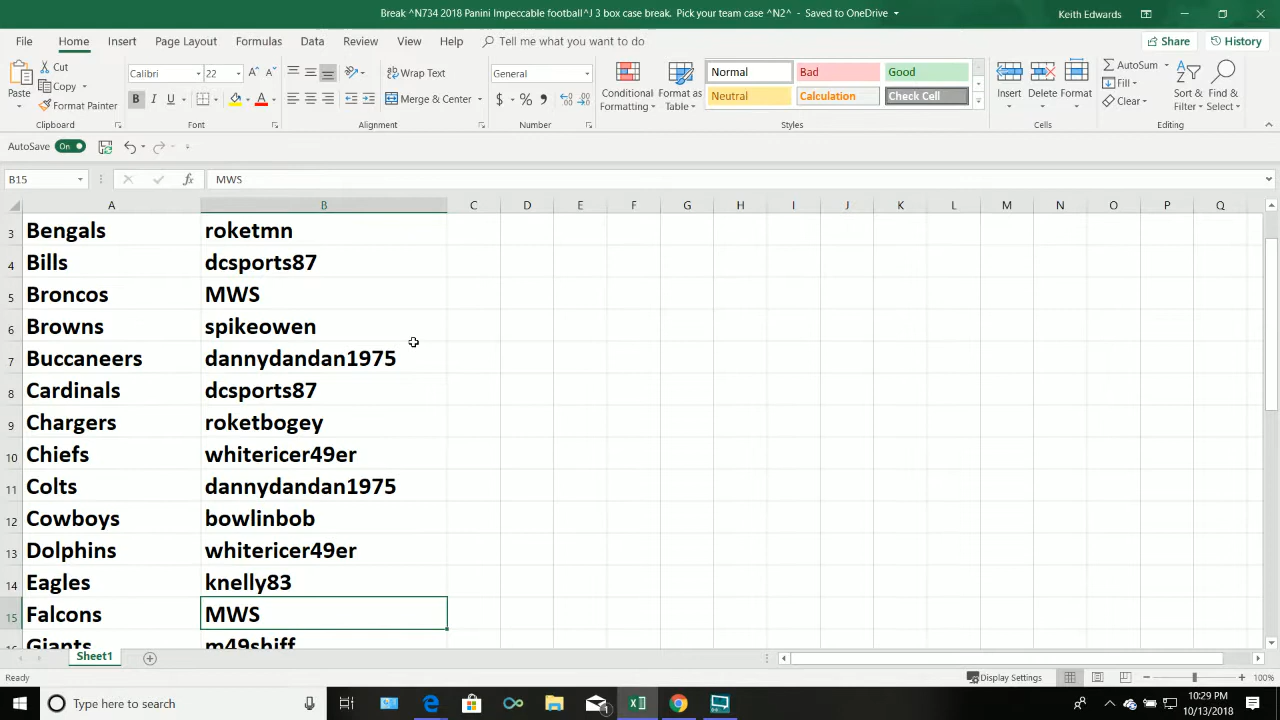 Break ^N734 2018 Panini Impeccable football^J 3 box case break. Pick your team case ^N2^ - Saved to OneDrive
Keith Edwards
File Home Insert Page Layout Formulas Data Review View Help Tell me what you want to do Share History
Paste
Cut
Copy
Format Painter
Clipboard
Calibri 22
B I U
Font
Wrap Text
Merge & Center
Alignment
General
$ % ,
Number
Conditional Formatting
Format as Table
Normal Bad Good
Neutral Calculation Check Cell
Styles
Insert Delete Format
Cells
AutoSum
Fill
Clear
Sort & Filter
Find & Select
Editing
AutoSave On
B15 fx MWS
A B C D E F G H I J K L M N O P Q
3 Bengals roketmn
4 Bills dcsports87
5 Broncos MWS
6 Browns spikeowen
7 Buccaneers dannydandan1975
8 Cardinals dcsports87
9 Chargers roketbogey
10 Chiefs whitericer49er
11 Colts dannydandan1975
12 Cowboys bowlinbob
13 Dolphins whitericer49er
14 Eagles knelly83
15 Falcons MWS
Giants m49shiff
Sheet1
Ready Display Settings 100%
Type here to search
1
10:29 PM
10/13/2018